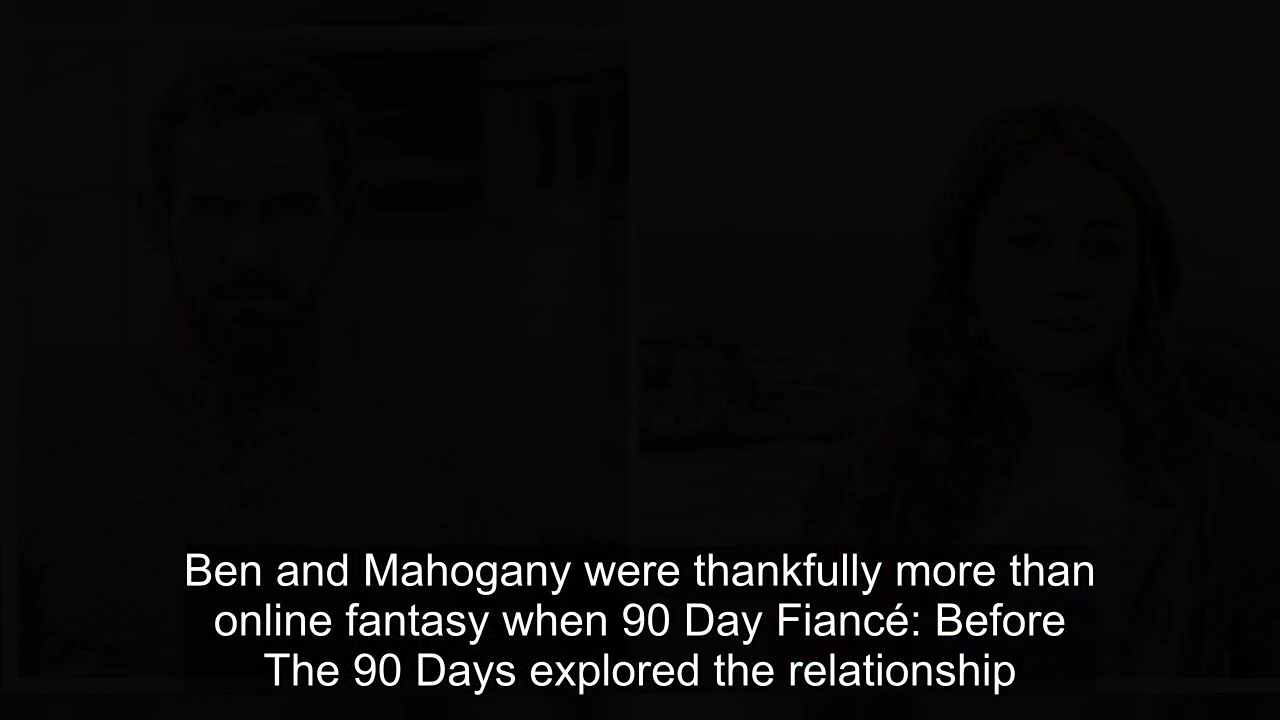 Ben and Mahogany were thankfully more than
online fantasy when 90 Day Fiancé: Before
The 90 Days explored the relationship